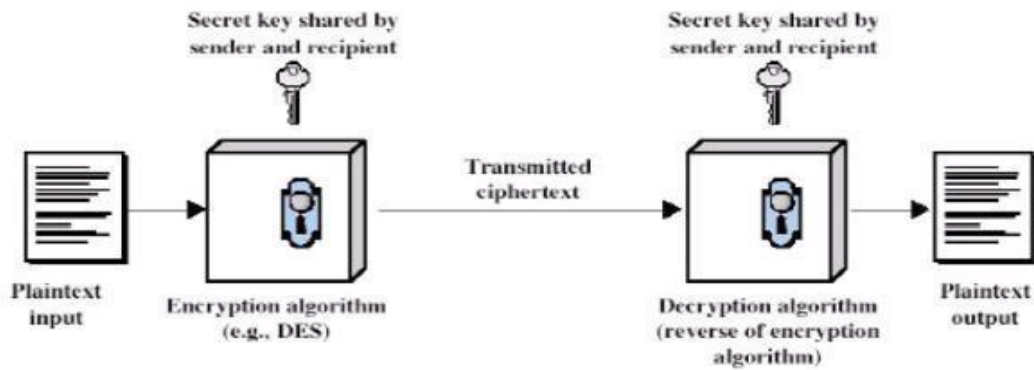 Secret key shared by
sender and recipient
Secret key shared by
sender and recipient
Transmitted
ciphertext
Plaintext
input
Encryption algorithm
(e.g., DES)
Decryption algorithm
(reverse of encryption
algorithm)
Plaintext
output